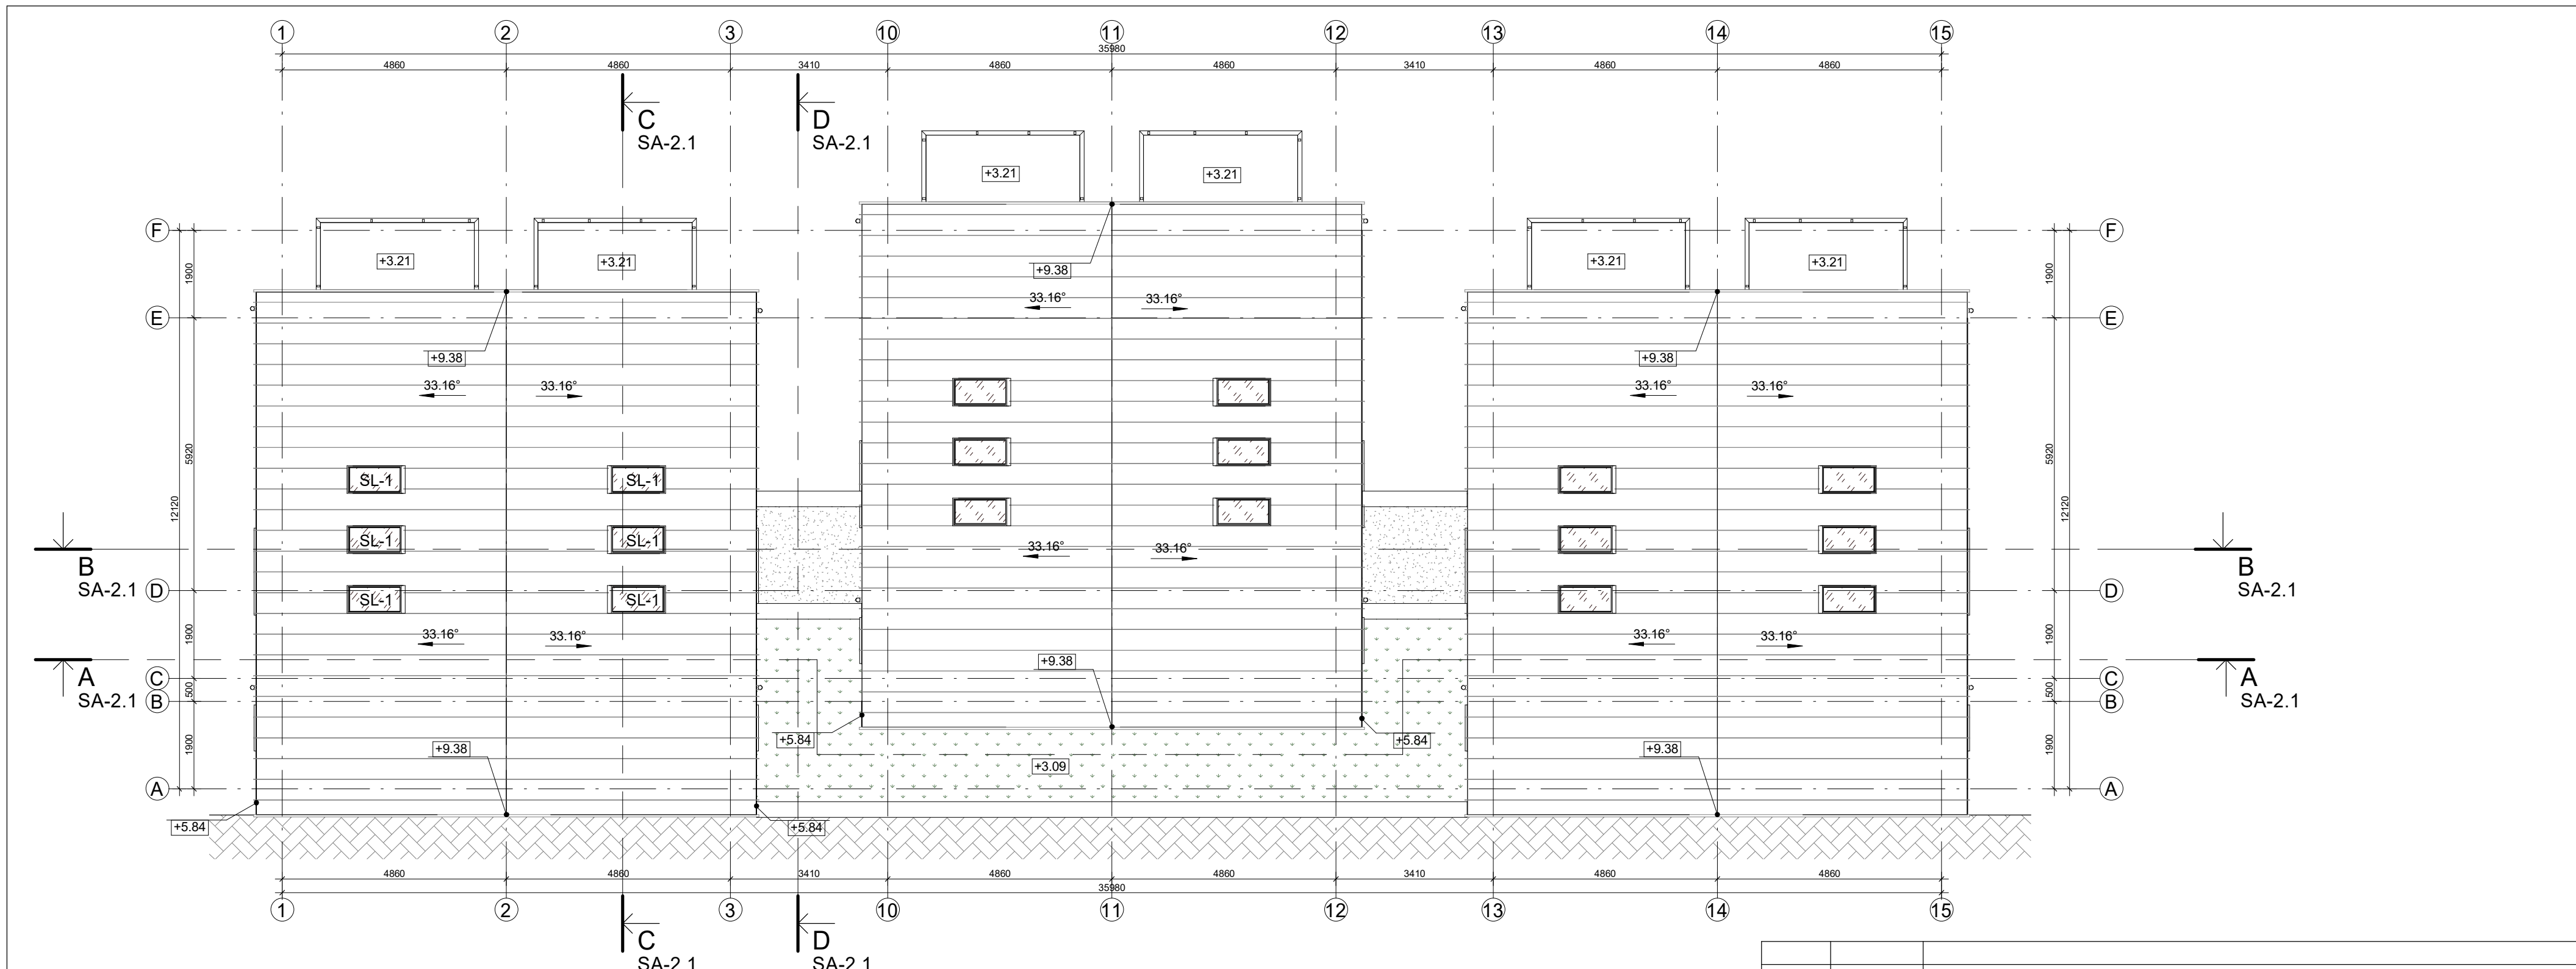 1 2 3 10 11 12 13 14 15
35980
4860 4860 3410 4860 4860 3410 4860 4860
C D
SA-2.1 SA-2.1
+3.21 +3.21
F F
+3.21 +3.21 +3.21 +3.21
1900 1900
+9.38
33.16° 33.16°
E E
+9.38 +9.38
33.16° 33.16° 33.16° 33.16°
5920 5920
SL-1 SL-1
12120 12120
SL-1 SL-1
33.16° 33.16°
B B
SA-2.1 D D SA-2.1
SL-1 SL-1
1900 1900
33.16° 33.16° 33.16° 33.16°
+9.38
A C C A
500 500
SA-2.1 B B SA-2.1
+5.84 +5.84
1900 1900
+9.38 +9.38
+3.09
A A
+5.84 +5.84
4860 4860 3410 4860 4860 3410 4860 4860
35980
1 2 3 10 11 12 13 14 15
C D
SA-2.1 SA-2.1